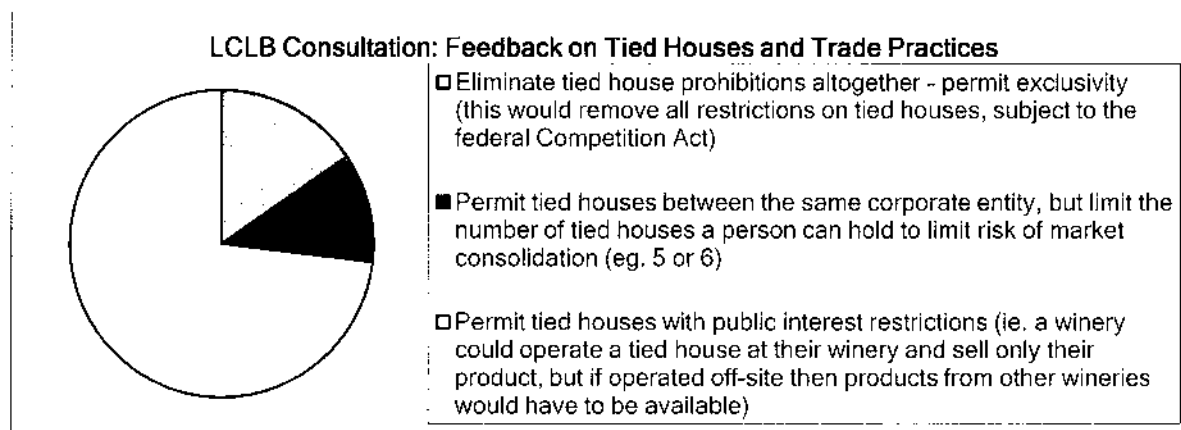 LCLB Consultation: Feedback on Tied Houses and Trade Practices
Eliminate tied house prohibitions altogether - permit exclusivity
(this would remove all restrictions on tied houses, subject to the
federal Competition Act)
Permit tied houses between the same corporate entity, but limit the
number of tied houses a person can hold to limit risk of market
consolidation (eg. 5 or 6)
Permit tied houses with public interest restrictions (ie. a winery
could operate a tied house at their winery and sell only their
product, but if operated off-site then products from other wineries
would have to be available)